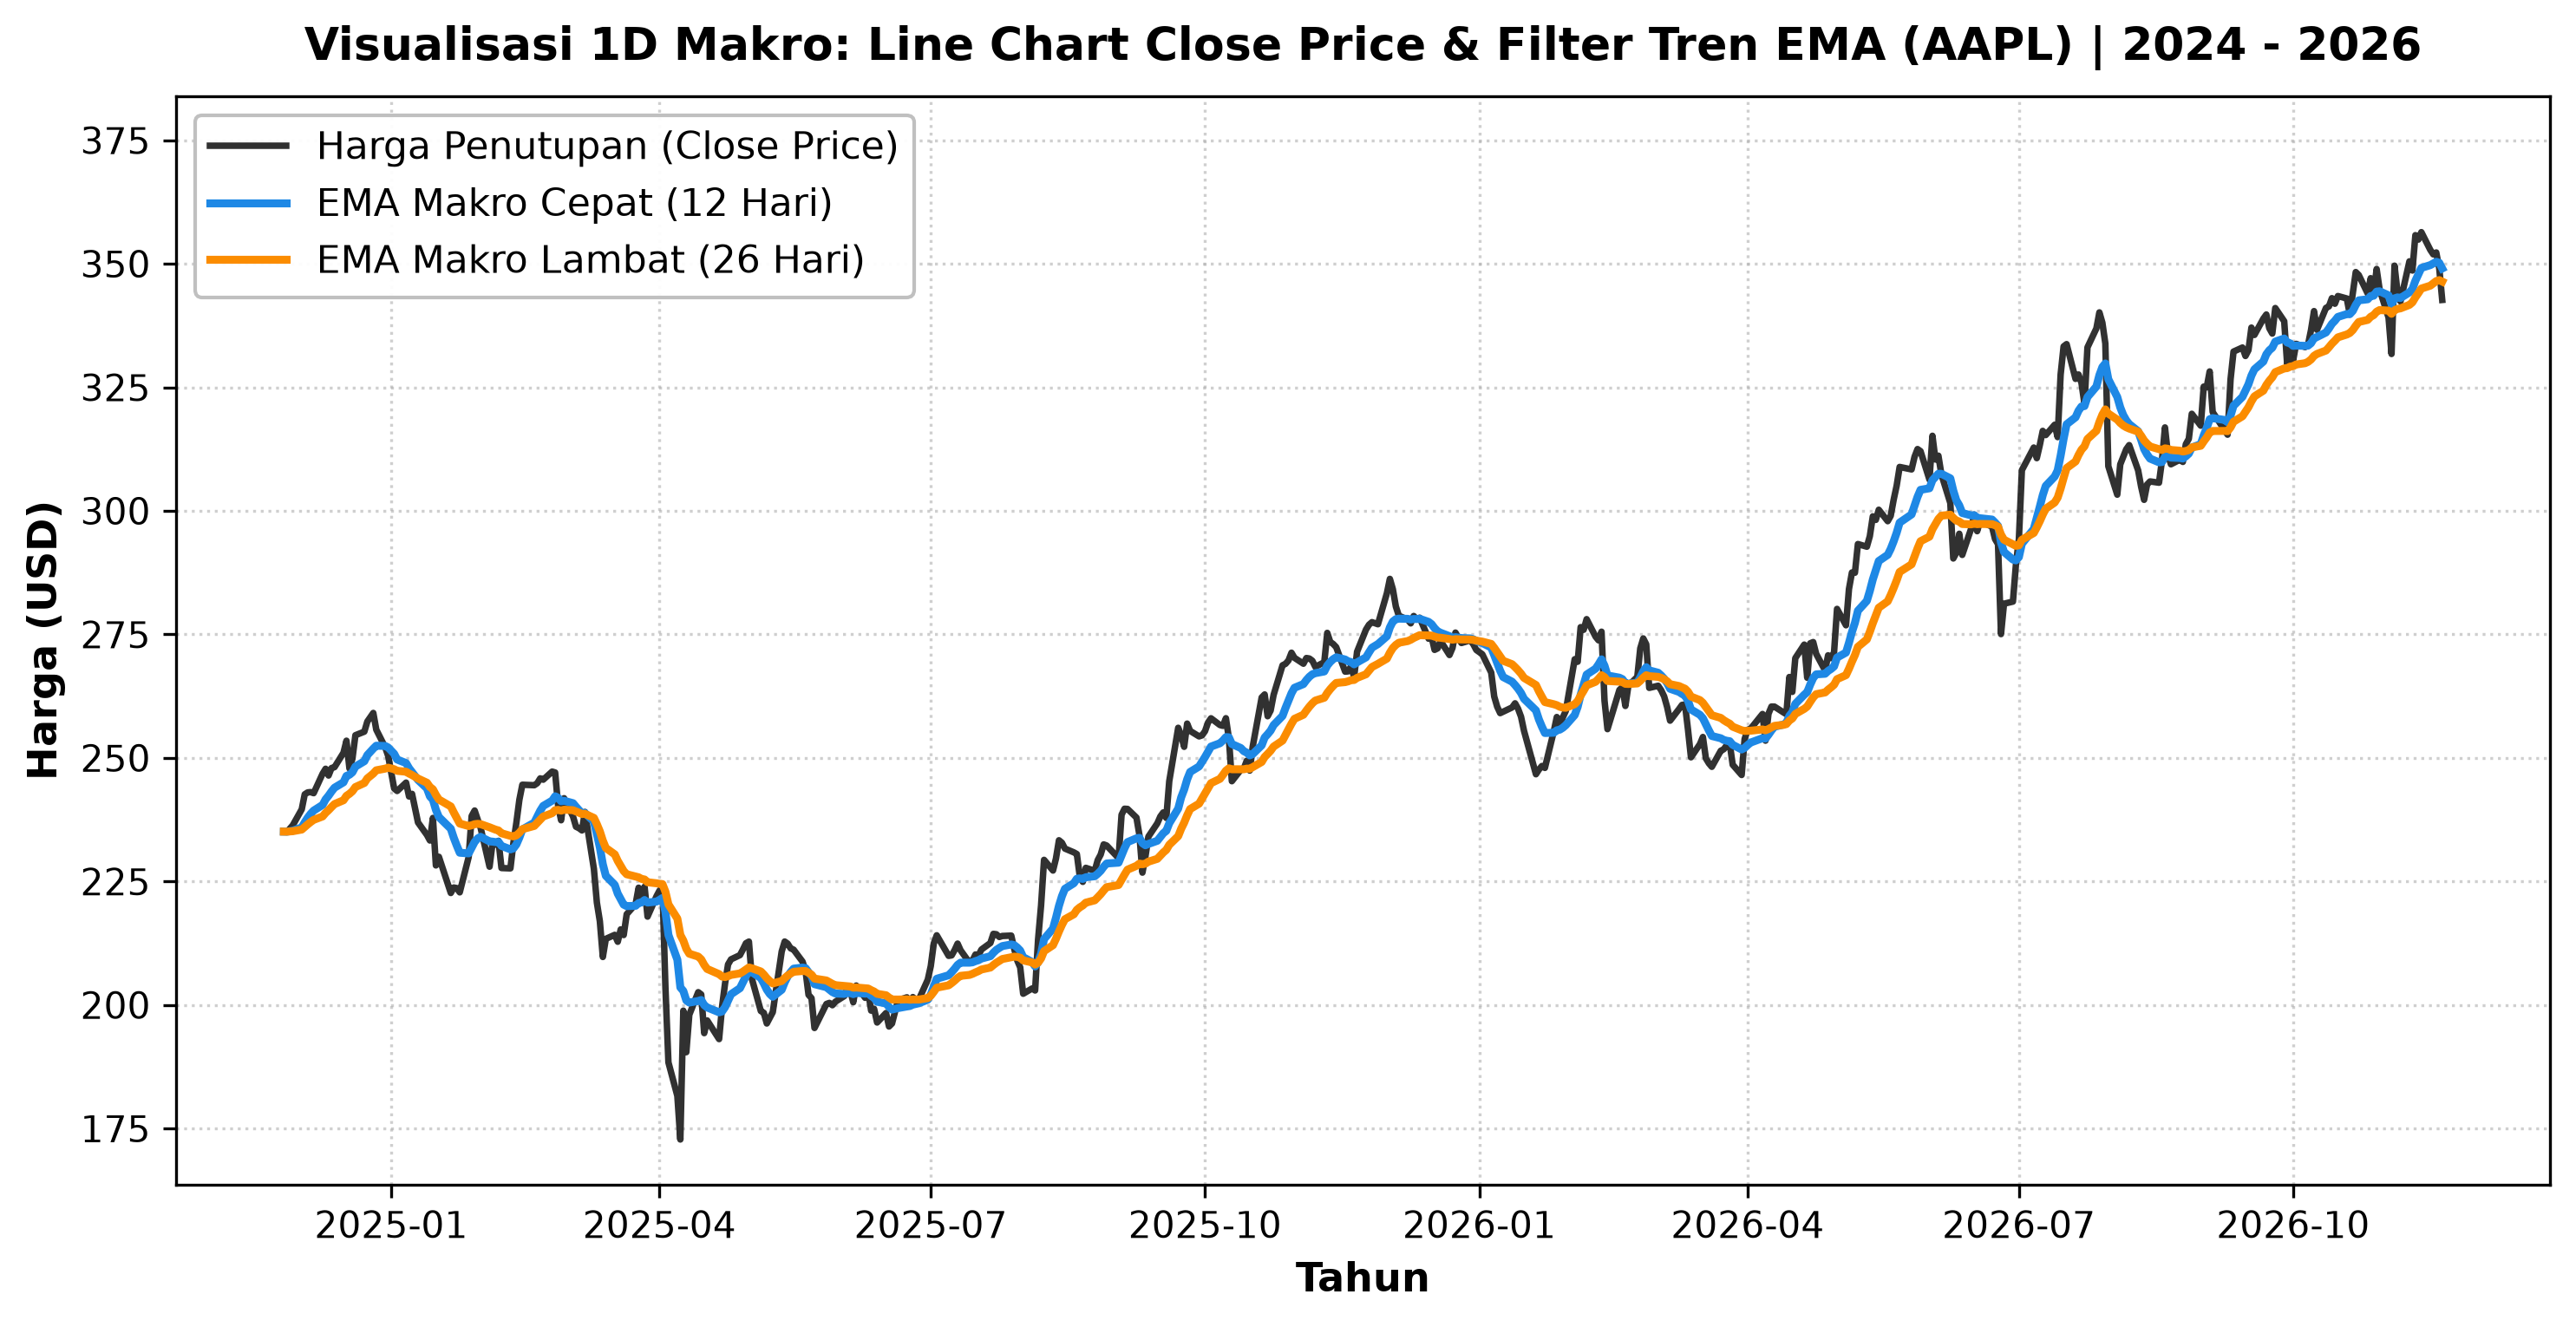 Visualisasi 1D Makro: Line Chart Close Price & Filter Tren EMA (AAPL) | 2024 - 2026
Harga Penutupan (Close Price)
EMA Makro Cepat (12 Hari)
EMA Makro Lambat (26 Hari)
Harga (USD)
375
350
325
300
275
250
225
200
175
2025-01 2025-04 2025-07 2025-10 2026-01 2026-04 2026-07 2026-10
Tahun